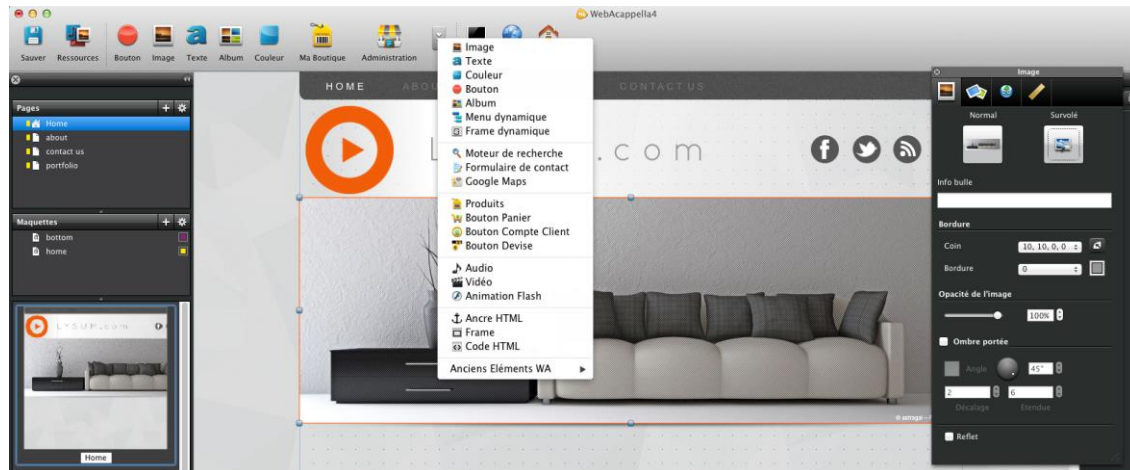 WebAcappella4
Sauver
Ressources
Bouton
Image
Texte
Album
Couleur
Ma Boutique
Administration
Pages
Home
about
contact us
portfolio
Maquettes
bottom
home
LYSUM.com
Home
HOME
CONTACT US
.com
Image
Texte
Couleur
Bouton
Album
Menu dynamique
Frame dynamique
Moteur de recherche
Formulaire de contact
Google Maps
Produits
Bouton Panier
Bouton Compte Client
Bouton Devise
Audio
Vidéo
Animation Flash
Ancre HTML
Frame
Code HTML
Anciens Eléments WA
Image
Normal
Survolé
Info bulle
Bordure
Coin
10, 10, 0, 0
Bordure
0
Opacité de l'image
100%
Ombre portée
Angle
45°
2
6
Décalage
Etendue
Reflet